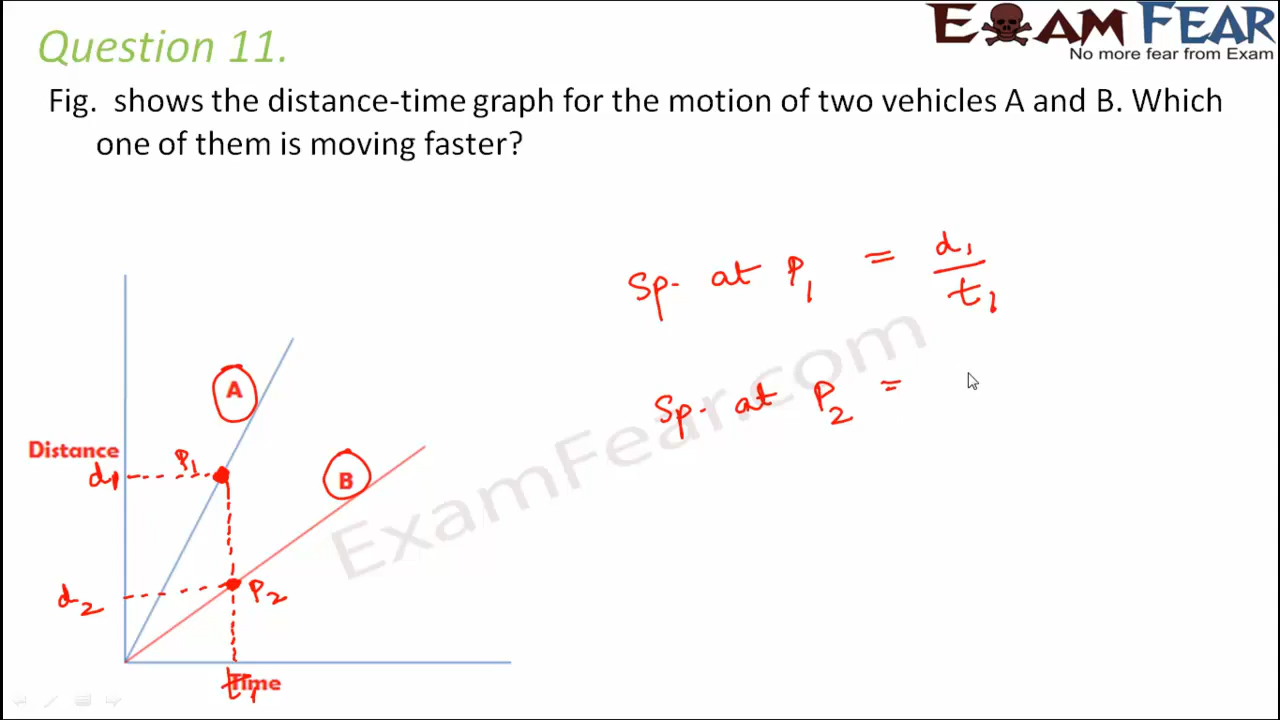 EXAM FEAR
No more fear from Exam
Question 11.
Fig. shows the distance-time graph for the motion of two vehicles A and B. Which
one of them is moving faster?
Sp. at P1 = d1/t1
Sp. at P2 =
A
Distance
d1
P1
B
d2
P2
t1
Time
ExamFear.com